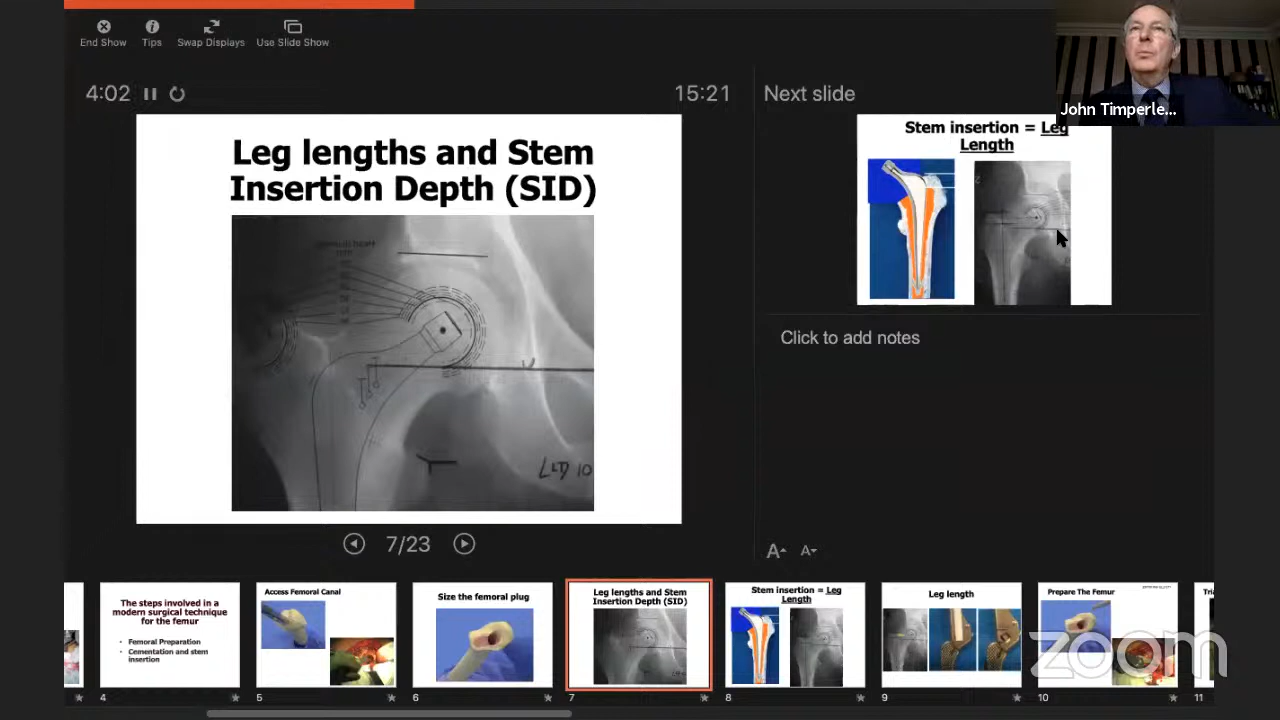 End Show
Tips
Swap Displays
Use Slide Show
4:02
15:21
Next slide
John Timperle...
Leg lengths and Stem
Insertion Depth (SID)
LLD 10
Stem insertion = Leg
Length
Click to add notes
7/23
A
A
The steps involved in a
modern surgical technique
for the femur
• Femoral Preparation
• Cementation and stem
insertion
4
Access Femoral Canal
5
Size the femoral plug
6
Leg lengths and Stem
Insertion Depth (SID)
7
Stem insertion = Leg
Length
8
Leg length
9
Prepare The Femur
10
11
zoom